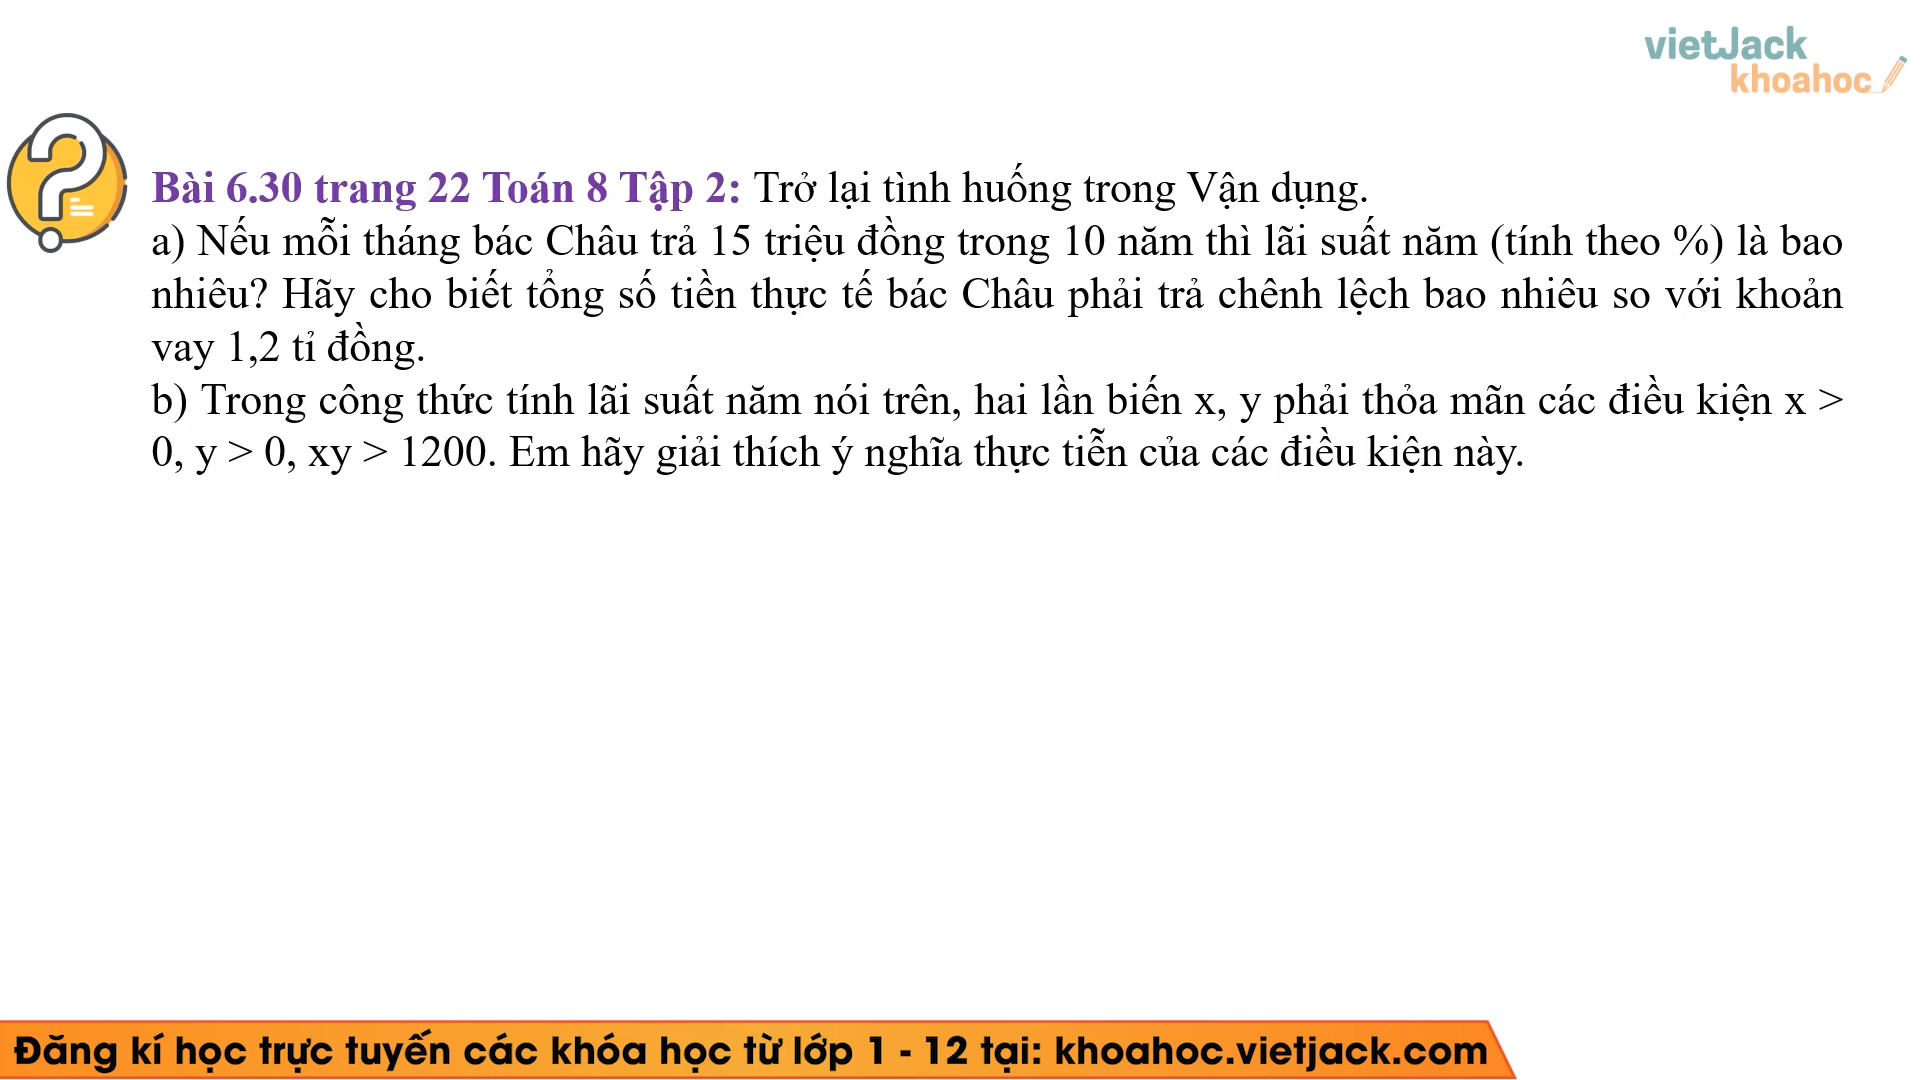 vietJack
khoahoc
Bài 6.30 trang 22 Toán 8 Tập 2: Trở lại tình huống trong Vận dụng.
a) Nếu mỗi tháng bác Châu trả 15 triệu đồng trong 10 năm thì lãi suất năm (tính theo %) là bao
nhiêu? Hãy cho biết tổng số tiền thực tế bác Châu phải trả chênh lệch bao nhiêu so với khoản
vay 1,2 tỉ đồng.
b) Trong công thức tính lãi suất năm nói trên, hai lần biến x, y phải thỏa mãn các điều kiện x >
0, y > 0, xy > 1200. Em hãy giải thích ý nghĩa thực tiễn của các điều kiện này.
Đăng kí học trực tuyến các khóa học từ lớp 1 - 12 tại: khoahoc.vietjack.com